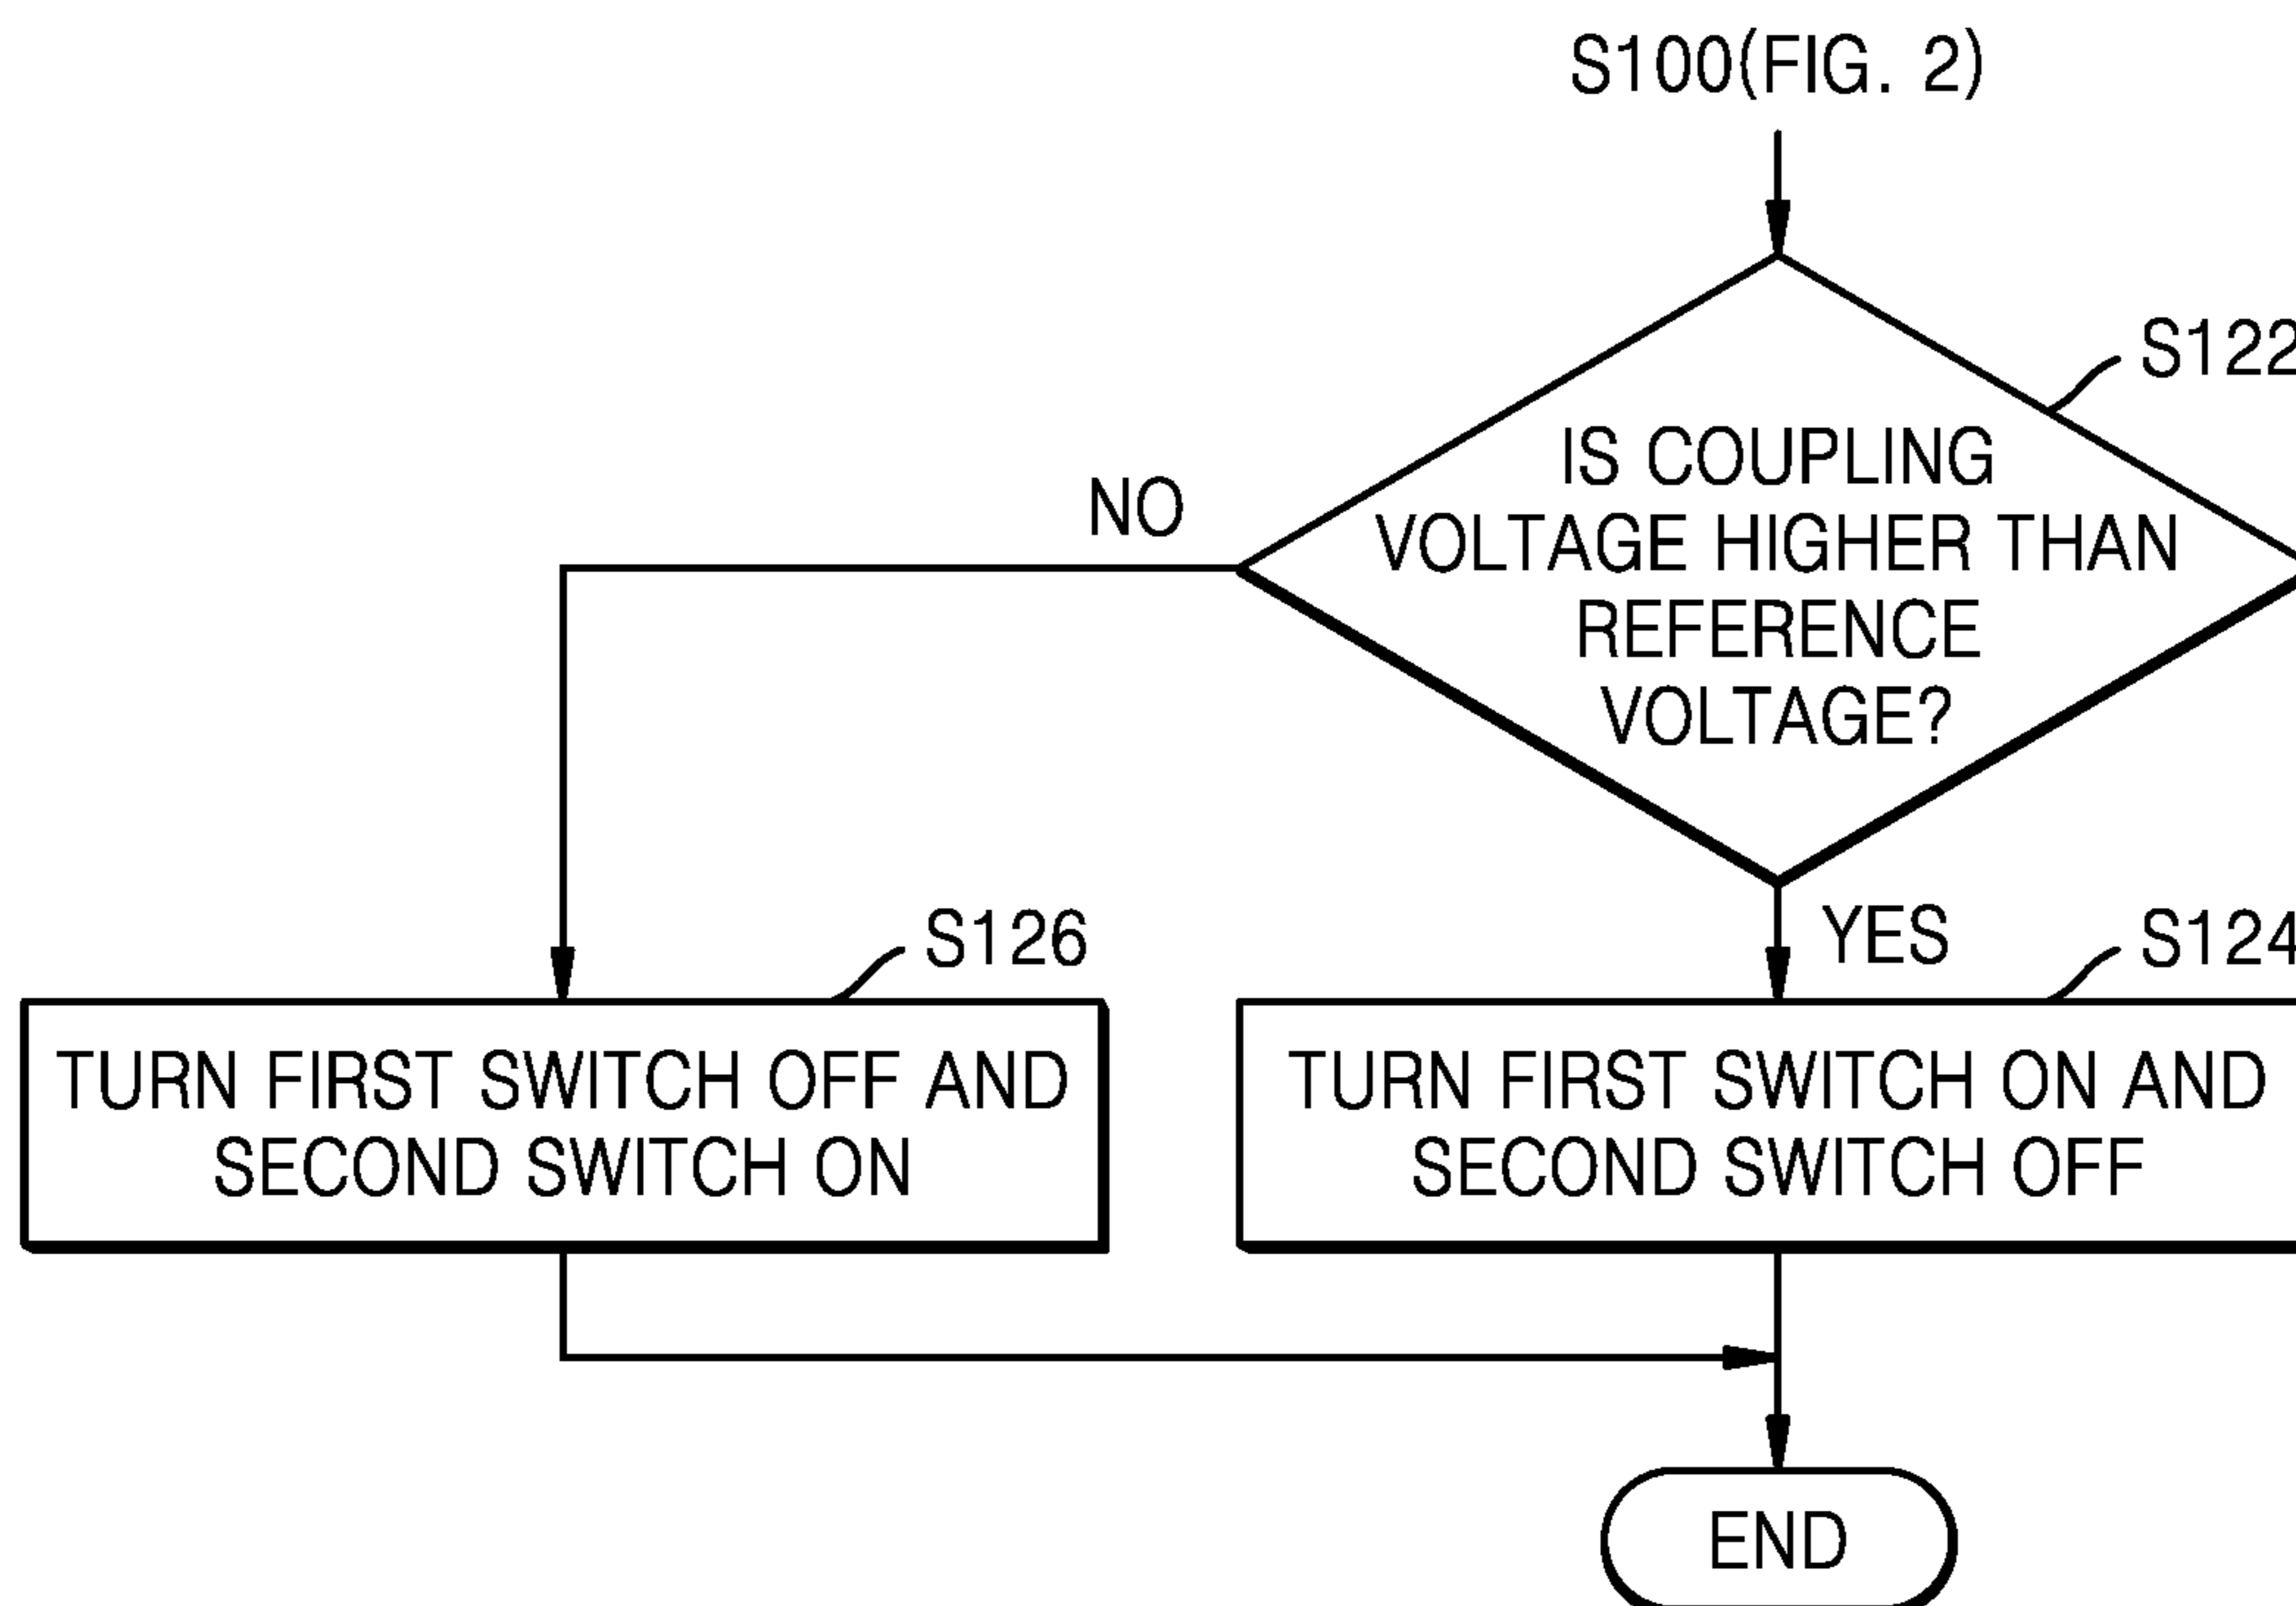 S100(FIG. 2)
S122
IS COUPLING
VOLTAGE HIGHER THAN
REFERENCE
VOLTAGE?
NO
YES
S126
S124
TURN FIRST SWITCH OFF AND
SECOND SWITCH ON
TURN FIRST SWITCH ON AND
SECOND SWITCH OFF
END